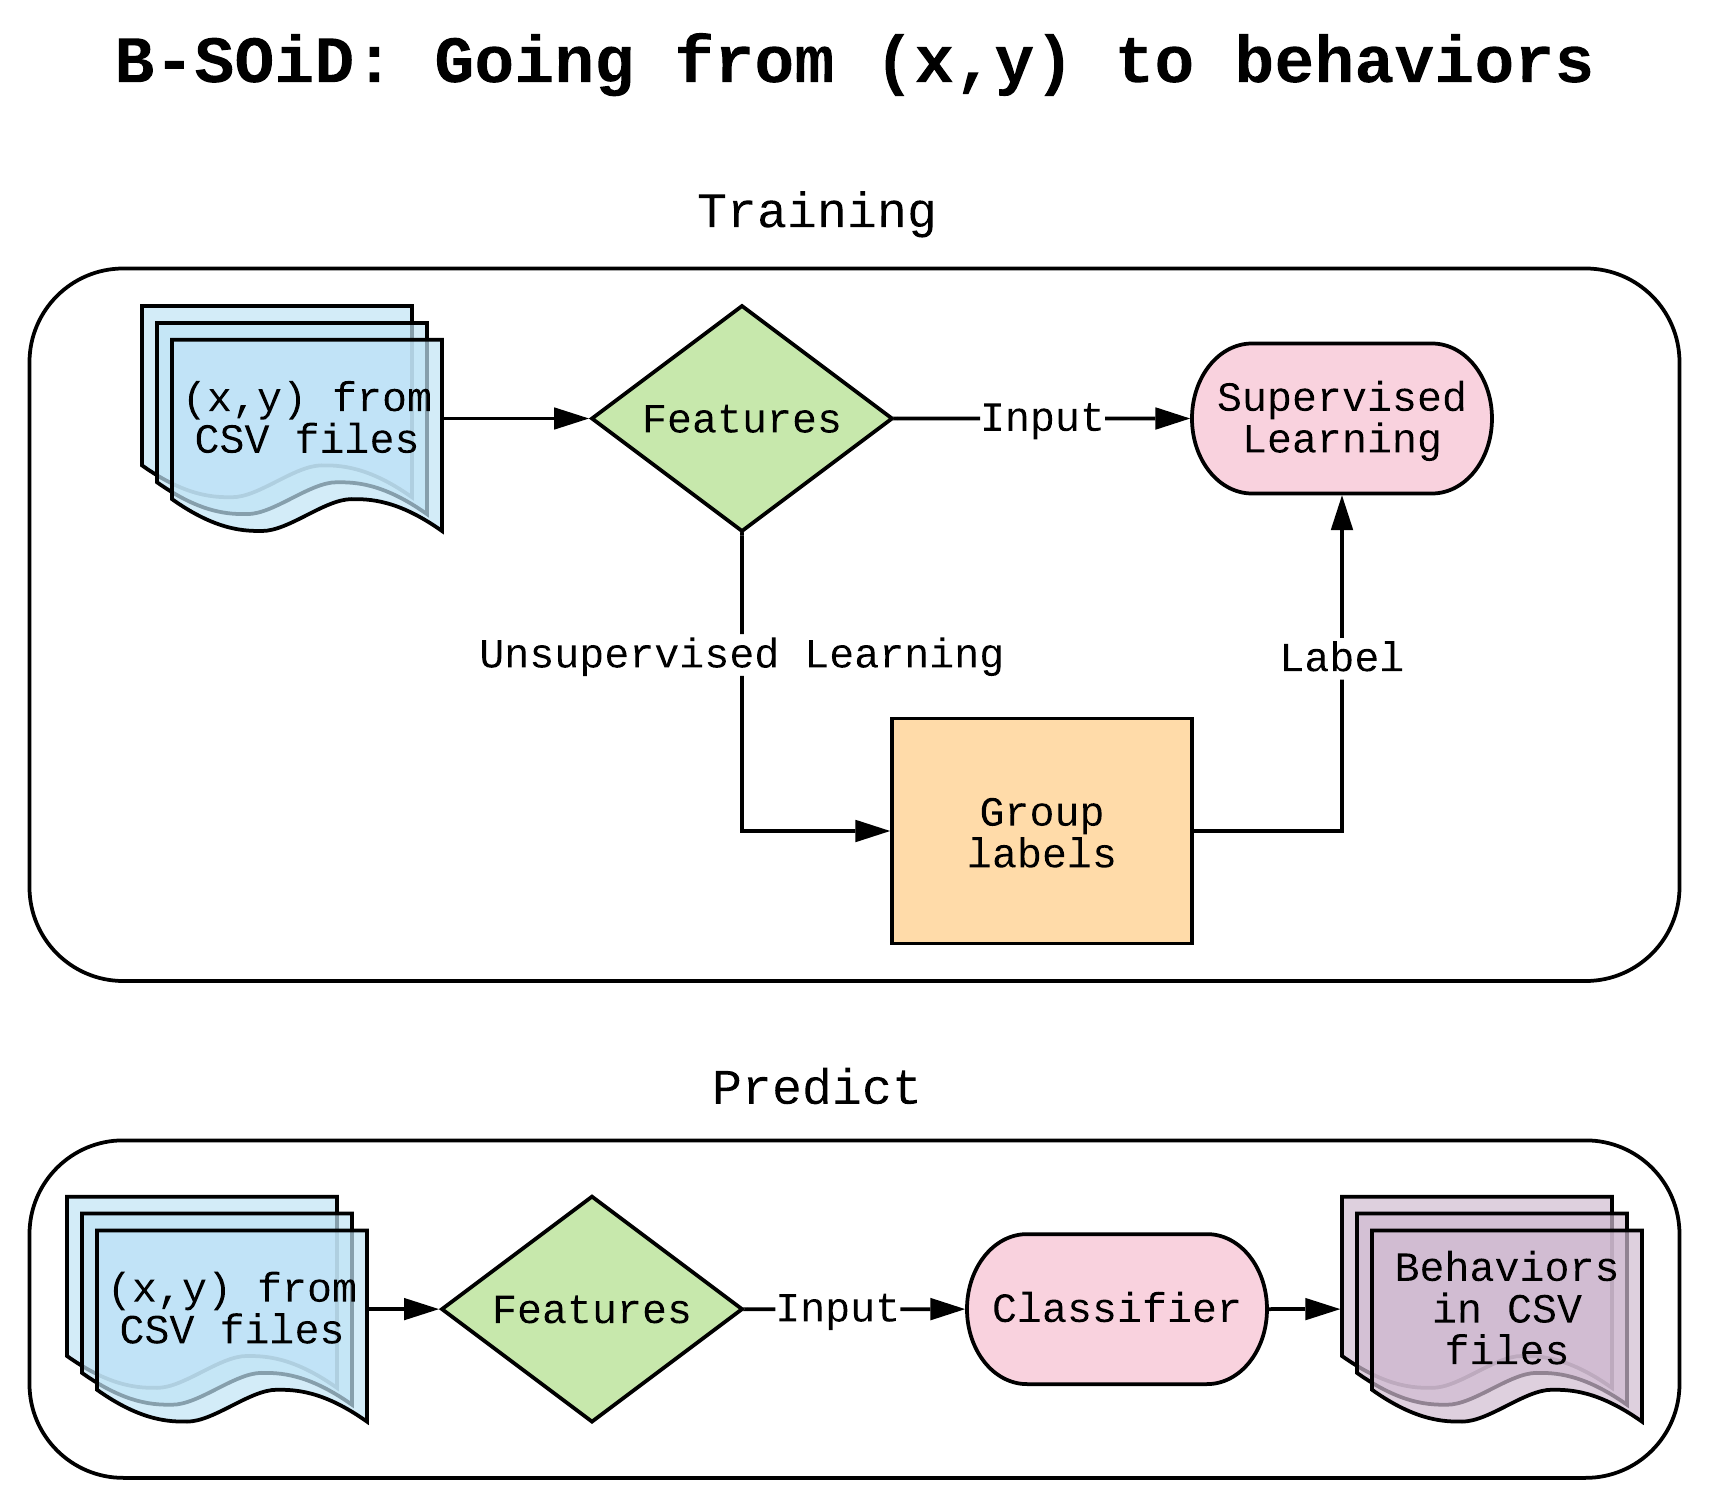 B-SOiD: Going from (x,y) to behaviors
Training
(x,y) from
CSV files
Features
Input
Supervised
Learning
Unsupervised Learning
Label
Group
labels
Predict
(x,y) from
CSV files
Features
Input
Classifier
Behaviors
in CSV
files